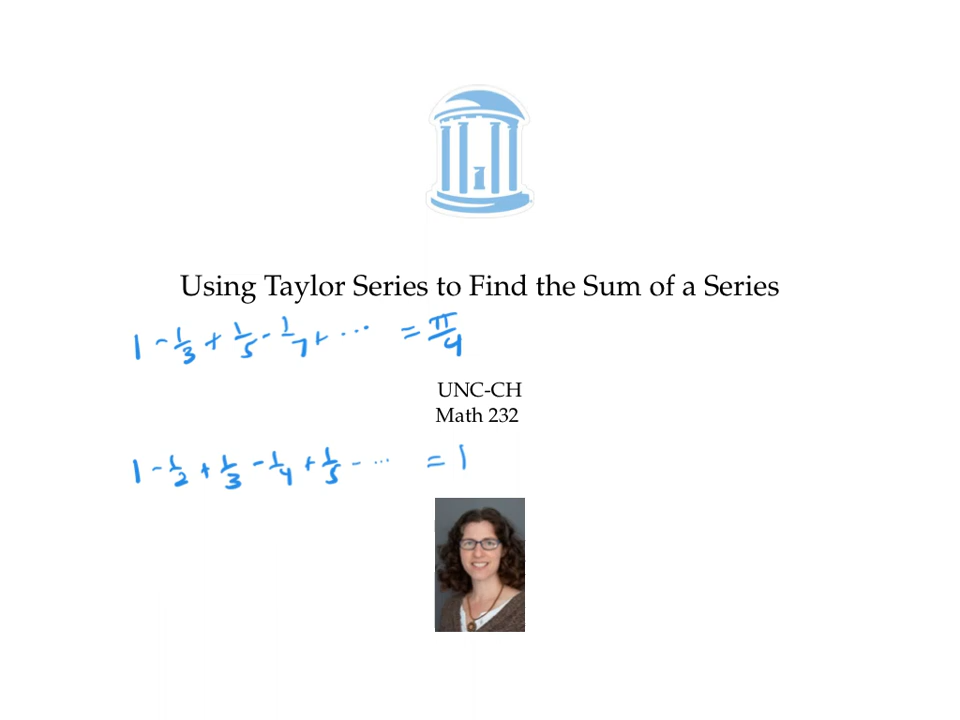 Using Taylor Series to Find the Sum of a Series
1 - 1/3 + 1/5 - 1/7 + ... = π/4
UNC-CH
Math 232
1 - 1/2 + 1/3 - 1/4 + 1/5 - ... = 1